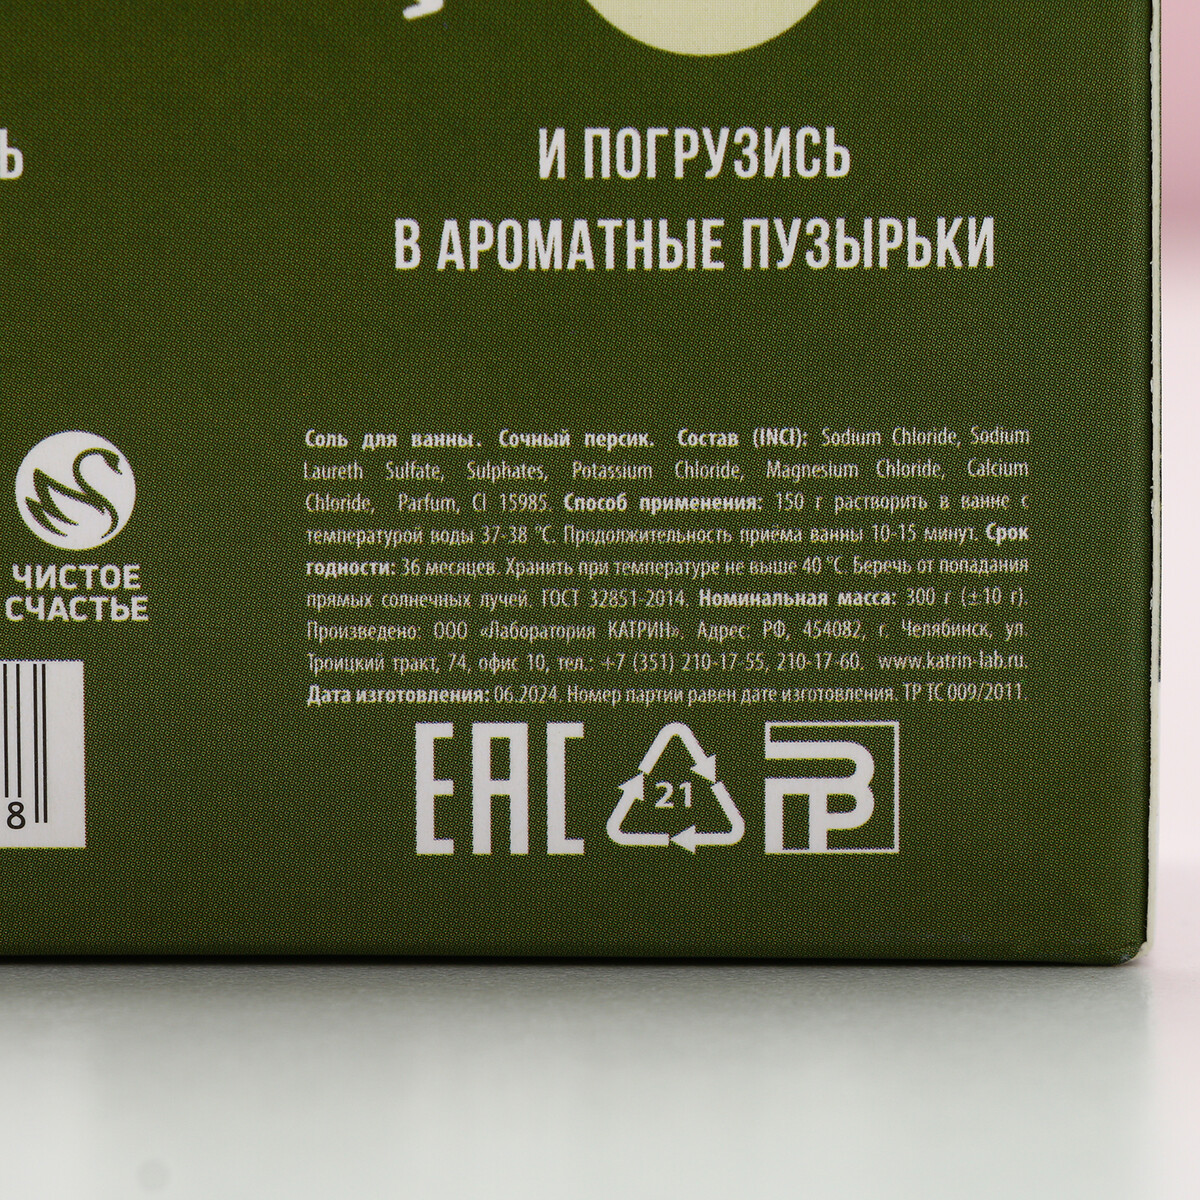 И ПОГРУЗИСЬ
В АРОМАТНЫЕ ПУЗЫРЬКИ
Ь
ЧИСТОЕ
СЧАСТЬЕ
8
Соль для ванны. Сочный персик. Состав (INCI): Sodium Chloride, Sodium
Laureth Sulfate, Sulphates, Potassium Chloride, Magnesium Chloride, Calcium
Chloride, Parfum, CI 15985. Способ применения: 150 г растворить в ванне с
температурой воды 37-38 °С. Продолжительность приёма ванны 10-15 минут. Срок
годности: 36 месяцев. Хранить при температуре не выше 40 °С. Беречь от попадания
прямых солнечных лучей. ГОСТ 32851-2014. Номинальная масса: 300 г (±10 г).
Произведено: ООО «Лаборатория КАТРИН». Адрес: РФ, 454082, г. Челябинск, ул.
Троицкий тракт, 74, офис 10, тел.: +7 (351) 210-17-55, 210-17-60. www.katrin-lab.ru.
Дата изготовления: 06.2024. Номер партии равен дате изготовления. ТР ТС 009/2011.
ЕАС 21